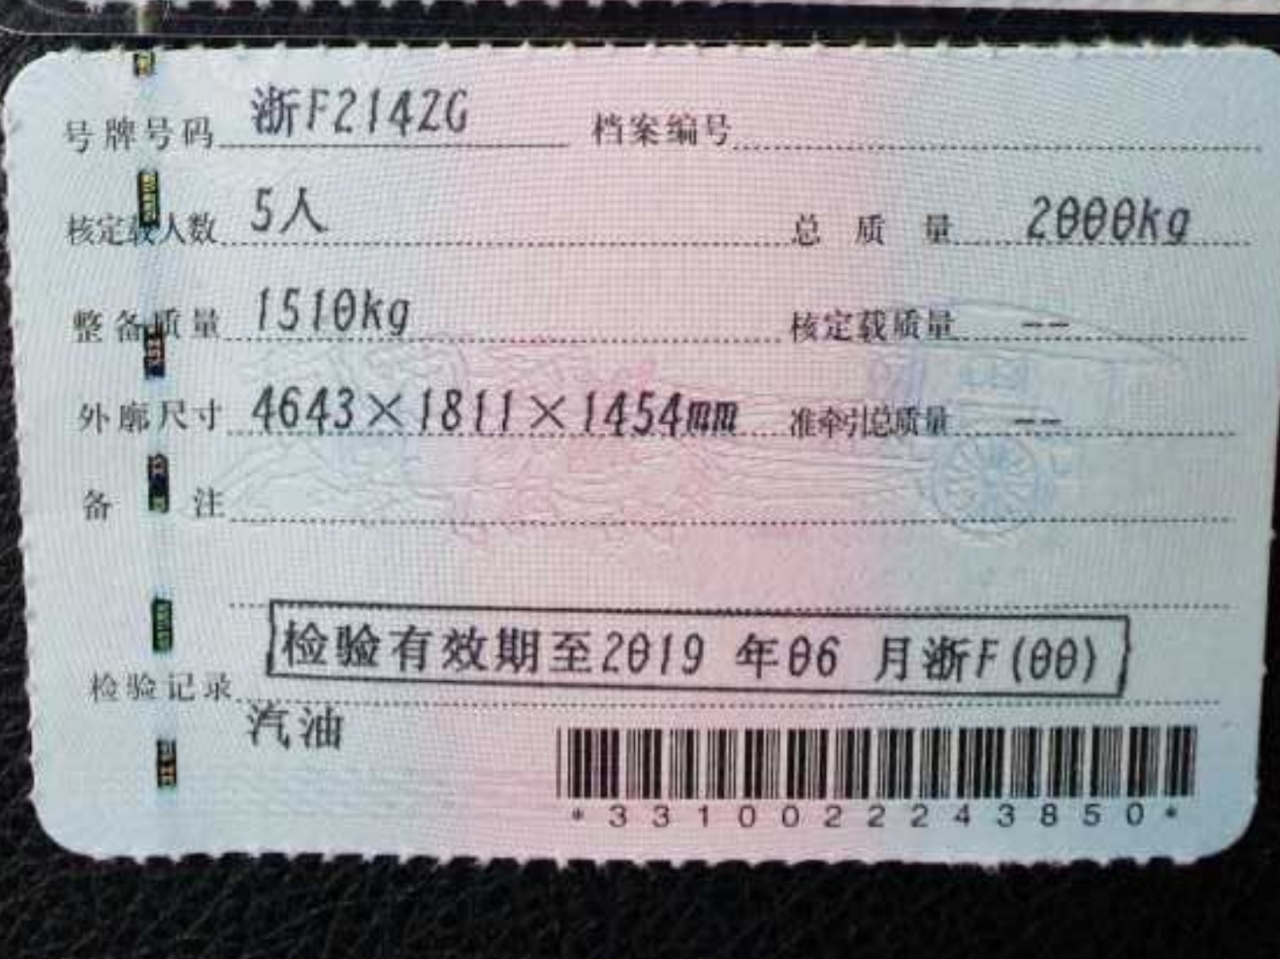 号牌号码 浙F2142G 档案编号
核定载人数 5人 总质量 2000kg
整备质量 1510kg 核定载质量 --
外廓尺寸 4643×1811×1454mm 准牵引总质量 --
备注
检验记录 检验有效期至2019 年06 月浙F(00)
汽油
*3310022243850*